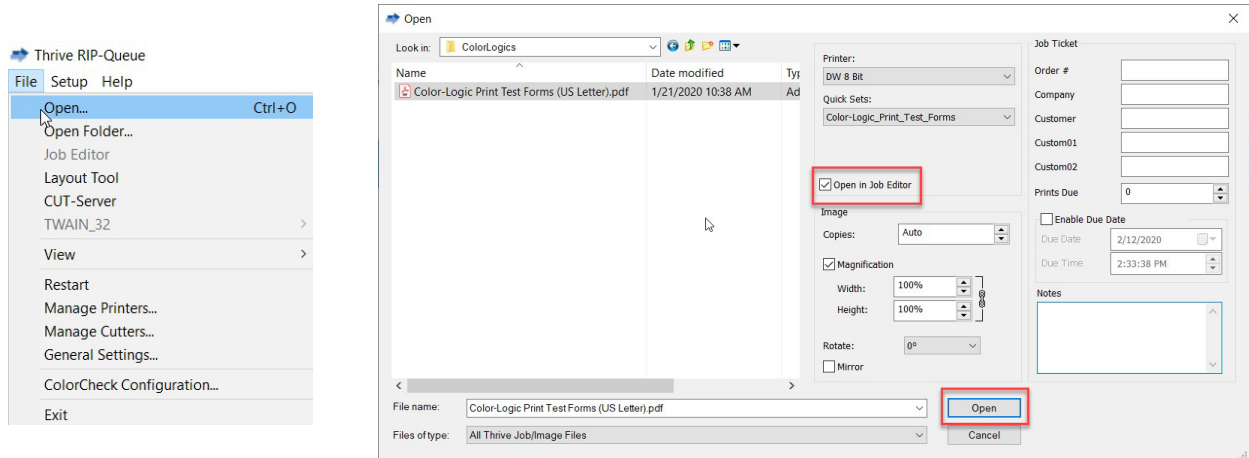 Thrive RIP-Queue
File Setup Help
Open... Ctrl+O
Open Folder...
Job Editor
Layout Tool
CUT-Server
TWAIN_32
View
Restart
Manage Printers...
Manage Cutters...
General Settings...
ColorCheck Configuration...
Exit
Open
Look in: ColorLogics
Name Date modified Typ
Color-Logic Print Test Forms (US Letter).pdf 1/21/2020 10:38 AM Ad
File name: Color-Logic Print Test Forms (US Letter).pdf
Files of type: All Thrive Job/Image Files
Printer:
DW 8 Bit
Quick Sets:
Color-Logic_Print_Test_Forms
Open in Job Editor
Image
Copies: Auto
Magnification
Width: 100%
Height: 100%
Rotate: 0°
Mirror
Open
Cancel
Job Ticket
Order #
Company
Customer
Custom01
Custom02
Prints Due 0
Enable Due Date
Due Date 2/12/2020
Due Time 2:33:38 PM
Notes